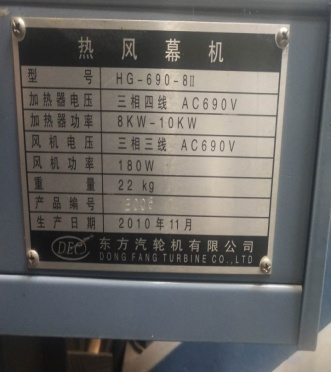 热风幕机
型号 HG-690-8II
加热器电压 三相四线 AC690V
加热器功率 8KW-10KW
风机电压 三相三线 AC690V
风机功率 180W
重量 22 kg
产品编号
生产日期 2010年11月
DEC 东方汽轮机有限公司
DONG FANG TURBINE CO.,LTD